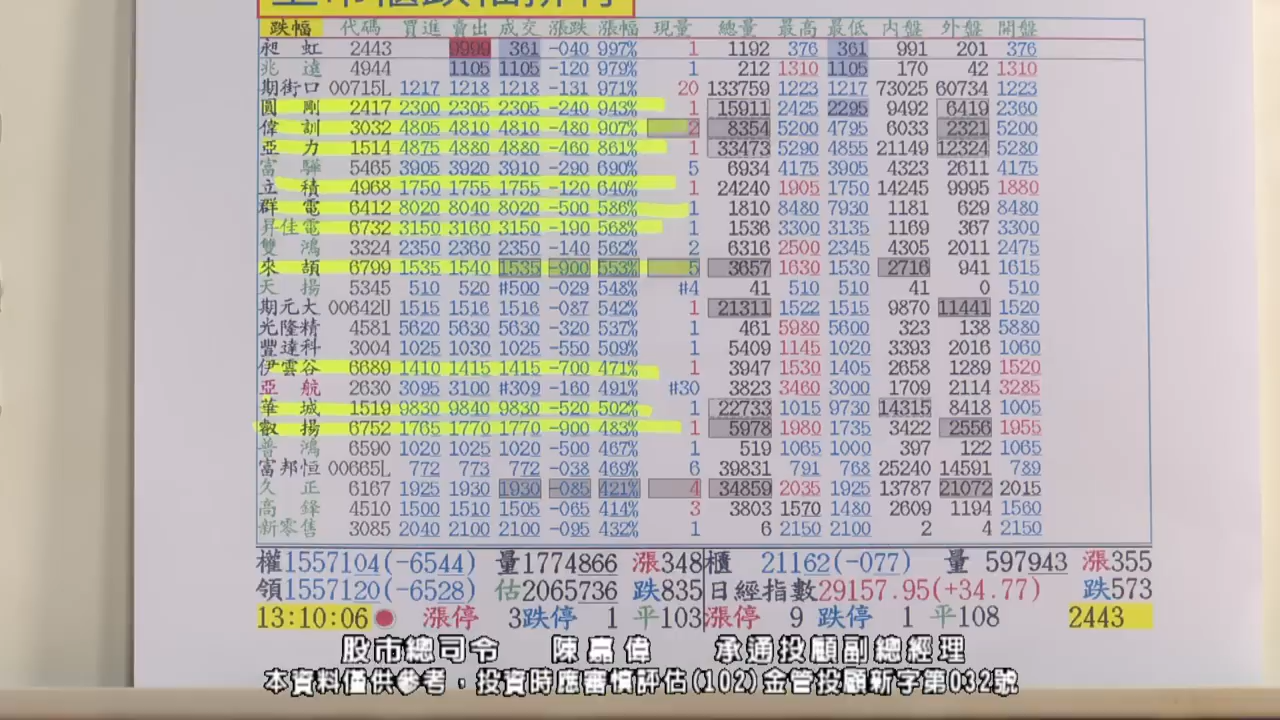 跌幅 代碼 買進 賣出 成交 漲跌 漲幅 現量 總量 最高 最低 內盤 外盤 開盤
昶虹 2443 9999 361 -040 997% 1 1192 376 361 991 201 376
兆遠 4944 1105 1105 -120 979% 1 212 1310 1105 170 42 1310
期街口 00715L 1217 1218 1218 -131 971% 20 133759 1223 1217 73025 60734 1223
圓剛 2417 2300 2305 2305 -240 943% 1 15911 2425 2295 9492 6419 2360
偉訓 3032 4805 4810 4810 -480 907% 2 8354 5200 4795 6033 2321 5200
亞力 1514 4875 4880 4880 -460 861% 1 33473 5290 4855 21149 12324 5280
富驊 5465 3905 3920 3910 -290 690% 5 6934 4175 3905 4323 2611 4175
立積 4968 1750 1755 1755 -120 640% 1 24240 1905 1750 14245 9995 1880
群電 6412 8020 8040 8020 -500 586% 1 1810 8480 7930 1181 629 8480
昇佳電 6732 3150 3160 3150 -190 568% 1 1536 3300 3135 1169 367 3300
雙鴻 3324 2350 2360 2350 -140 562% 2 6316 2500 2345 4305 2011 2475
來頡 6799 1535 1540 1535 -900 553% 5 3657 1630 1530 2716 941 1615
天揚 5345 510 520 #500 -029 548% #4 41 510 510 41 0 510
期元大 00642U 1515 1516 1516 -087 542% 1 21311 1522 1515 9870 11441 1520
光隆精 4581 5620 5630 5630 -320 537% 1 461 5980 5600 323 138 5880
豐達科 3004 1025 1030 1025 -550 509% 1 5409 1145 1020 3393 2016 1060
伊雲谷 6689 1410 1415 1415 -700 471% 1 3947 1530 1405 2658 1289 1520
亞航 2630 3095 3100 #309 -160 491% #30 3823 3460 3000 1709 2114 3285
華城 1519 9830 9840 9830 -520 502% 1 22733 1015 9730 14315 8418 1005
叡揚 6752 1765 1770 1770 -900 483% 1 5978 1980 1735 3422 2556 1955
普鴻 6590 1020 1025 1020 -500 467% 1 519 1065 1000 397 122 1065
富邦恒 00665L 772 773 772 -038 469% 6 39831 791 768 25240 14591 789
久正 6167 1925 1930 1930 -085 421% 4 34859 2035 1925 13787 21072 2015
高鋒 4510 1500 1510 1505 -065 414% 3 3803 1570 1480 2609 1194 1560
新零售 3085 2040 2100 2100 -095 432% 1 6 2150 2100 2 4 2150
權1557104(-6544) 量1774866 漲348 櫃 21162(-077) 量 597943 漲355
領1557120(-6528) 估2065736 跌835 日經指數29157.95(+34.77) 跌573
13:10:06 漲停 3跌停 1 平103 漲停 9 跌停 1 平108 2443
股市總司令 陳嘉偉 承通投顧副總經理
本資料僅供參考，投資時應審慎評估(102)金管投顧新字第032號